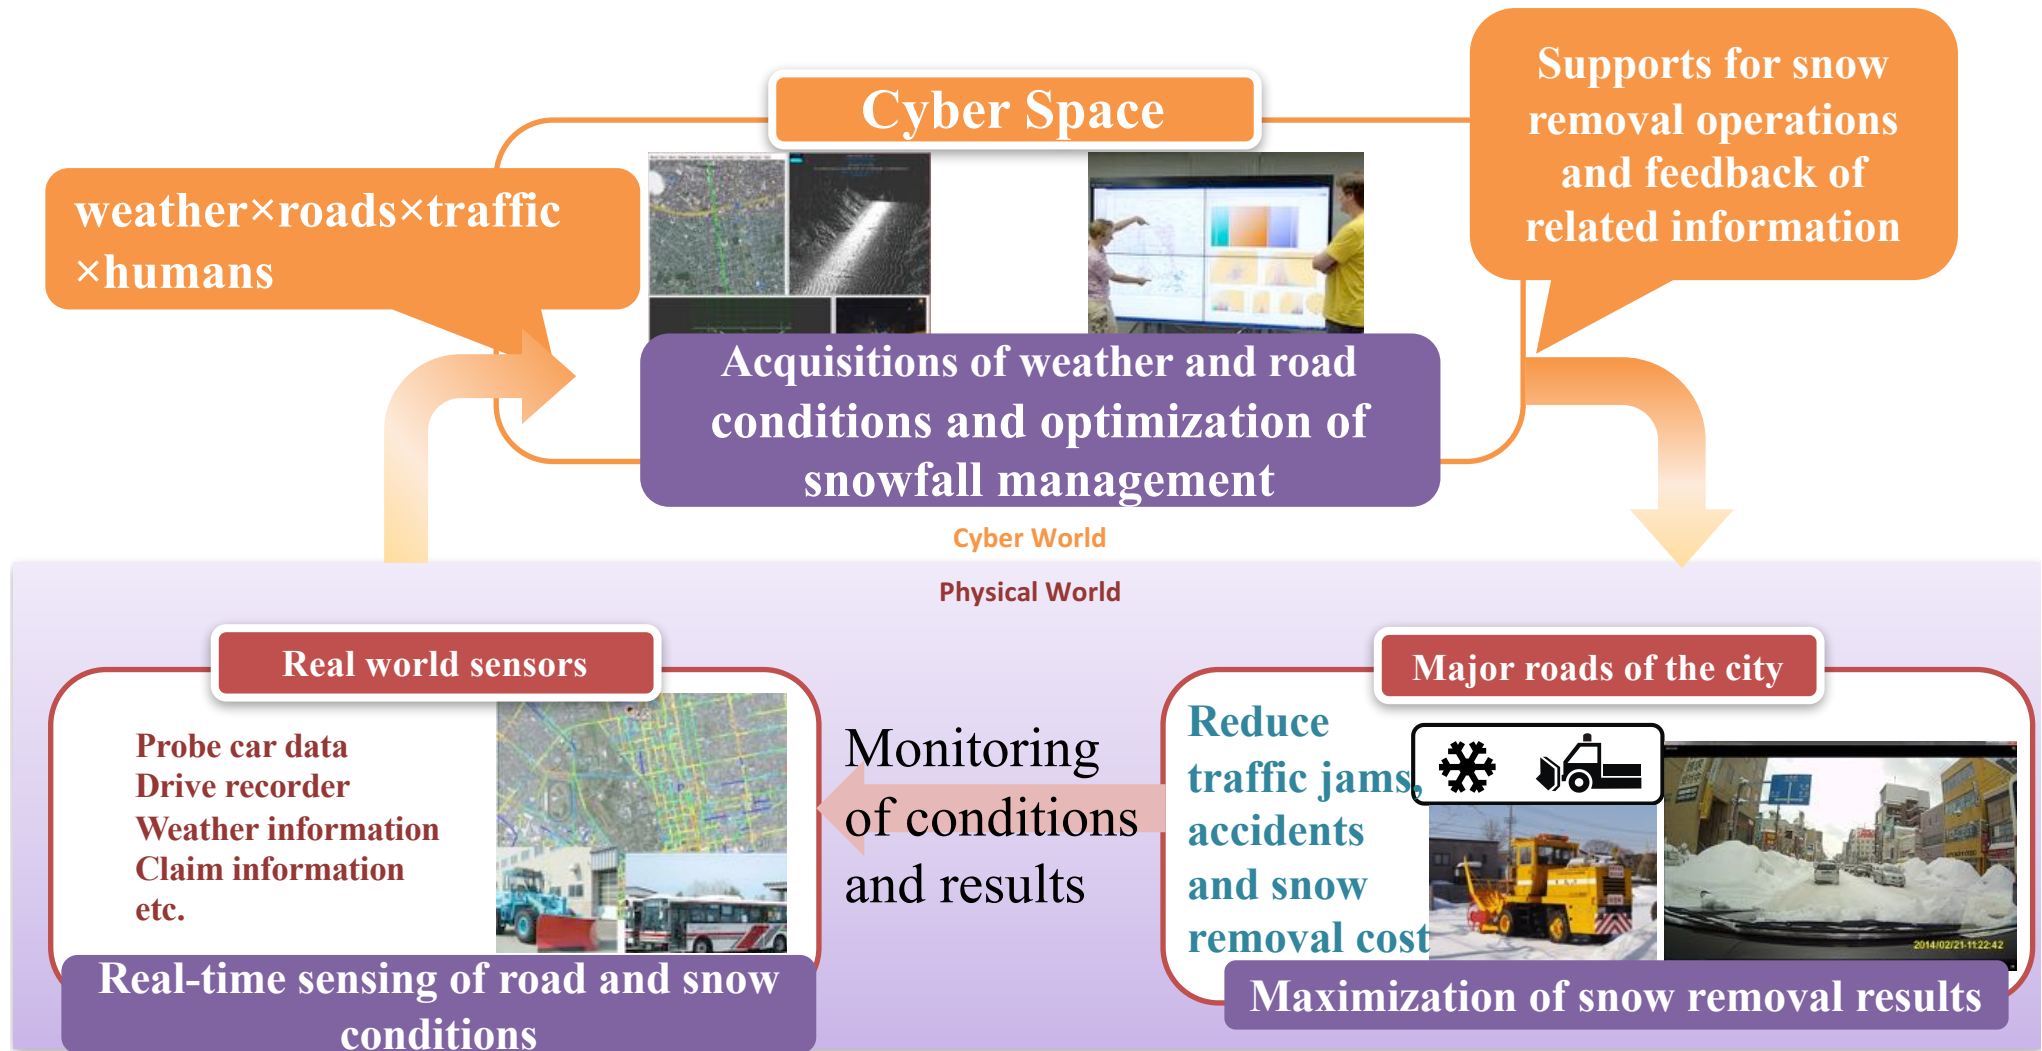 Cyber Space
Supports for snow
removal operations
and feedback of
related information
weather×roads×traffic
×humans
Acquisitions of weather and road
conditions and optimization of
snowfall management
Cyber World
Physical World
Real world sensors
Probe car data
Drive recorder
Weather information
Claim information
etc.
Real-time sensing of road and snow
conditions
Monitoring
of conditions
and results
Major roads of the city
Reduce
traffic jams,
accidents
and snow
removal cost
2014/02/21-11:22:42
Maximization of snow removal results